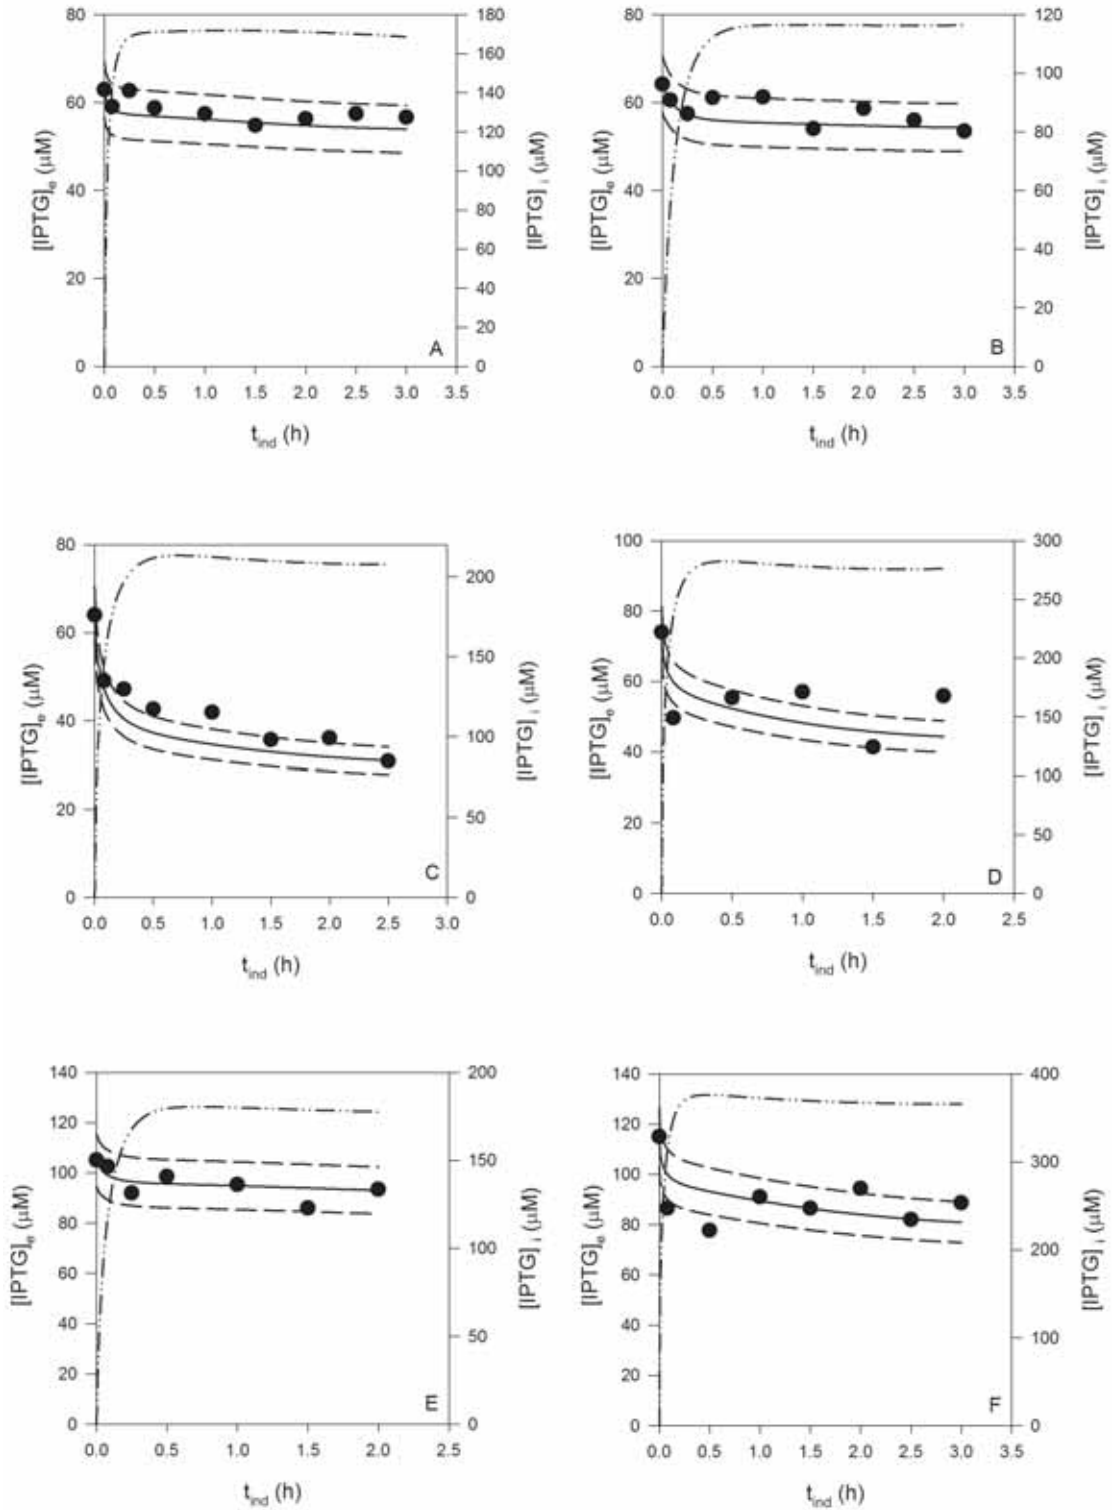 80 180
160
60 140
120
[IPTG]e (μM) 40 100 [IPTG] i (μM)
80
60
20 40
20
0 0
A
0.0 0.5 1.0 1.5 2.0 2.5 3.0 3.5
tind (h)
80 120
100
60
80
[IPTG]e (μM) 40 60 [IPTG] i (μM)
40
20
20
0 0
B
0.0 0.5 1.0 1.5 2.0 2.5 3.0 3.5
tind (h)
80
200
60
150
[IPTG]e (μM) 40 [IPTG] i (μM)
100
20
50
0 0
C
0.0 0.5 1.0 1.5 2.0 2.5 3.0
tind (h)
100 300
250
80
200
60
[IPTG]e (μM) 150 [IPTG] i (μM)
40
100
20
50
0 0
D
0.0 0.5 1.0 1.5 2.0 2.5
tind (h)
140 200
120
150
100
80
[IPTG]e (μM) 100 [IPTG] i (μM)
60
40
50
20
0 0
E
0.0 0.5 1.0 1.5 2.0 2.5
tind (h)
140 400
120
300
100
80
[IPTG]e (μM) 200 [IPTG] i (μM)
60
40
100
20
0 0
F
0.0 0.5 1.0 1.5 2.0 2.5 3.0 3.5
tind (h)